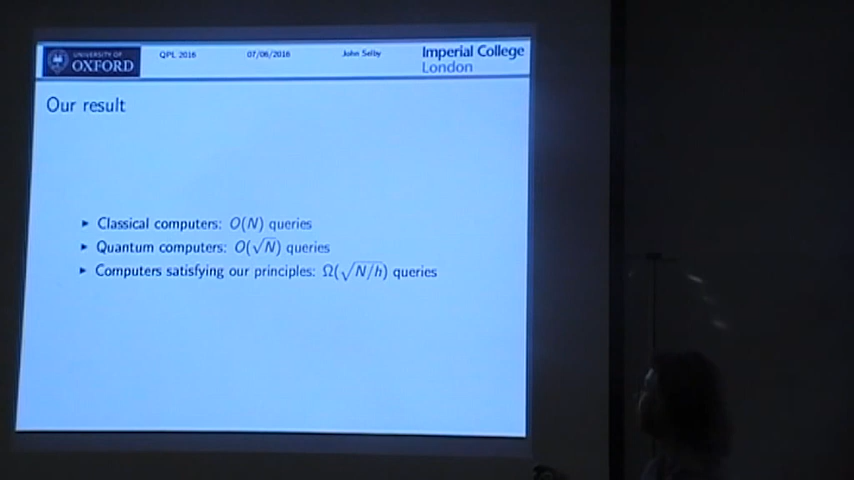 UNIVERSITY OF
OXFORD
QPL 2016
07/06/2016
John Selby
Imperial College
London
Our result
► Classical computers: O(N) queries
► Quantum computers: O(√N) queries
► Computers satisfying our principles: Ω(√N/h) queries